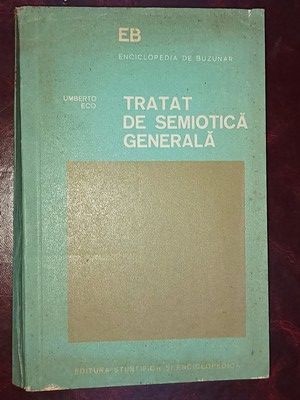 EB
ENCICLOPEDIA DE BUZUNAR
UMBERTO
ECO
TRATAT
DE SEMIOTICĂ
GENERALĂ
EDITURA ȘTIINȚIFICĂ ȘI ENCICLOPEDICĂ